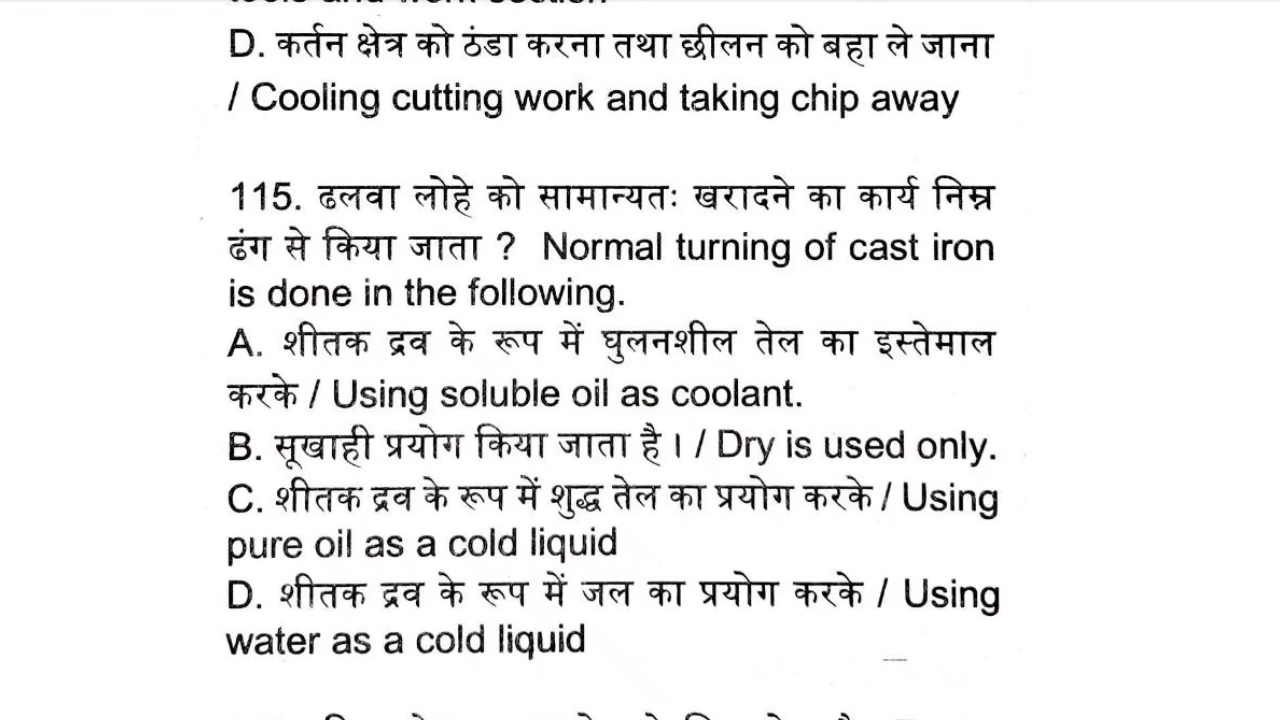 D. कर्तन क्षेत्र को ठंडा करना तथा छीलन को बहा ले जाना
/ Cooling cutting work and taking chip away
115. ढलवा लोहे को सामान्यतः खरादने का कार्य निम्न
ढंग से किया जाता ? Normal turning of cast iron
is done in the following.
A. शीतक द्रव के रूप में घुलनशील तेल का इस्तेमाल
करके / Using soluble oil as coolant.
B. सूखाही प्रयोग किया जाता है । / Dry is used only.
C. शीतक द्रव के रूप में शुद्ध तेल का प्रयोग करके / Using
pure oil as a cold liquid
D. शीतक द्रव के रूप में जल का प्रयोग करके / Using
water as a cold liquid